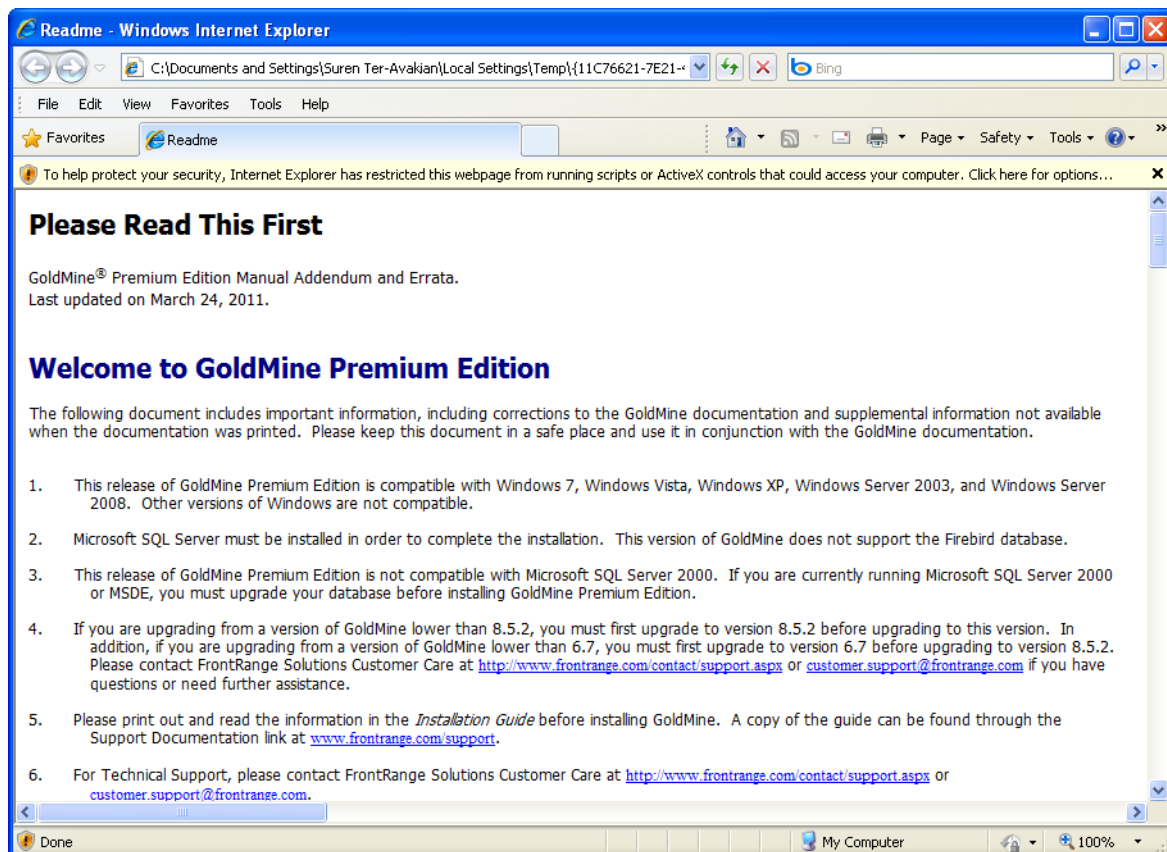 Readme - Windows Internet Explorer
C:\Documents and Settings\Suren Ter-Avakian\Local Settings\Temp\{11C76621-7E21-
Bing
File Edit View Favorites Tools Help
Favorites Readme Page Safety Tools »
To help protect your security, Internet Explorer has restricted this webpage from running scripts or ActiveX controls that could access your computer. Click here for options...
Please Read This First
GoldMine® Premium Edition Manual Addendum and Errata.
Last updated on March 24, 2011.
Welcome to GoldMine Premium Edition
The following document includes important information, including corrections to the GoldMine documentation and supplemental information not available
when the documentation was printed. Please keep this document in a safe place and use it in conjunction with the GoldMine documentation.
1. This release of GoldMine Premium Edition is compatible with Windows 7, Windows Vista, Windows XP, Windows Server 2003, and Windows Server
2008. Other versions of Windows are not compatible.
2. Microsoft SQL Server must be installed in order to complete the installation. This version of GoldMine does not support the Firebird database.
3. This release of GoldMine Premium Edition is not compatible with Microsoft SQL Server 2000. If you are currently running Microsoft SQL Server 2000
or MSDE, you must upgrade your database before installing GoldMine Premium Edition.
4. If you are upgrading from a version of GoldMine lower than 8.5.2, you must first upgrade to version 8.5.2 before upgrading to this version. In
addition, if you are upgrading from a version of GoldMine lower than 6.7, you must first upgrade to version 6.7 before upgrading to version 8.5.2.
Please contact FrontRange Solutions Customer Care at http://www.frontrange.com/contact/support.aspx or customer.support@frontrange.com if you have
questions or need further assistance.
5. Please print out and read the information in the Installation Guide before installing GoldMine. A copy of the guide can be found through the
Support Documentation link at www.frontrange.com/support.
6. For Technical Support, please contact FrontRange Solutions Customer Care at http://www.frontrange.com/contact/support.aspx or
customer.support@frontrange.com.
Done My Computer 100%